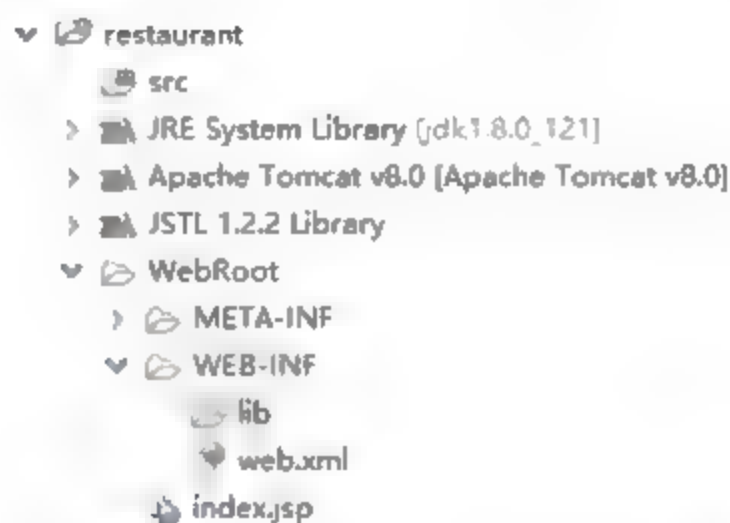 restaurant
src
JRE System Library [jdk1.8.0_121]
Apache Tomcat v8.0 [Apache Tomcat v8.0]
JSTL 1.2.2 Library
WebRoot
META-INF
WEB-INF
lib
web.xml
index.jsp